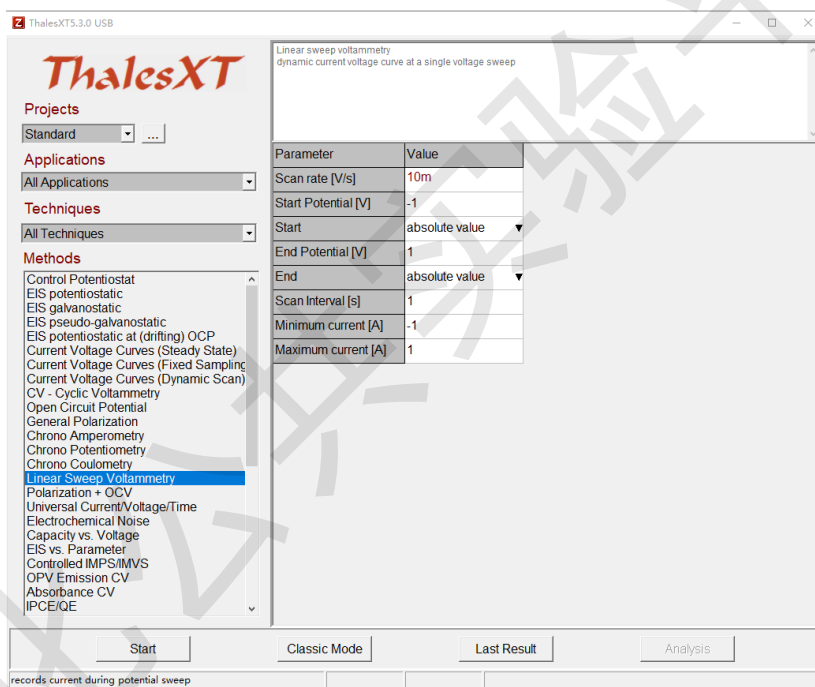 ThalesXT5.3.0 USB
ThalesXT
Projects
Standard
...
Applications
All Applications
Techniques
All Techniques
Methods
Control Potentiostat
EIS potentiostatic
EIS galvanostatic
EIS pseudo-galvanostatic
EIS potentiostatic at (drifting) OCP
Current Voltage Curves (Steady State)
Current Voltage Curves (Fixed Sampling
Current Voltage Curves (Dynamic Scan)
CV - Cyclic Voltammetry
Open Circuit Potential
General Polarization
Chrono Amperometry
Chrono Potentiometry
Chrono Coulometry
Linear Sweep Voltammetry
Polarization + OCV
Universal Current/Voltage/Time
Electrochemical Noise
Capacity vs. Voltage
EIS vs. Parameter
Controlled IMPS/IMVS
OPV Emission CV
Absorbance CV
IPCE/QE
Linear sweep voltammetry
dynamic current voltage curve at a single voltage sweep
Parameter Value
Scan rate [V/s] 10m
Start Potential [V] -1
Start absolute value
End Potential [V] 1
End absolute value
Scan Interval [s] 1
Minimum current [A] -1
Maximum current [A] 1
Start Classic Mode Last Result Analysis
records current during potential sweep
公共实验